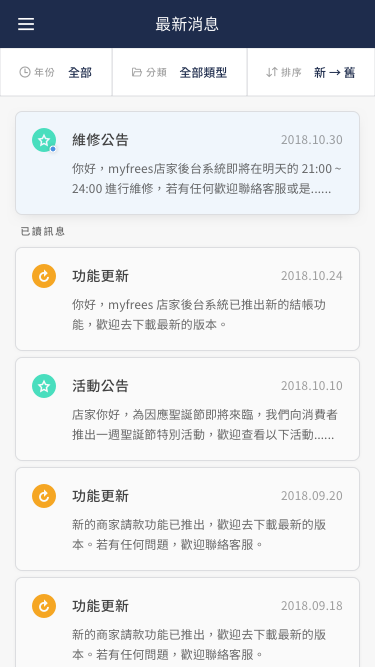 最新消息
年份 全部 分類 全部類型 排序 新 → 舊
維修公告 2018.10.30
你好，myfrees店家後台系統即將在明天的 21:00 ~
24:00 進行維修，若有任何歡迎聯絡客服或是......
已讀訊息
功能更新 2018.10.24
你好，myfrees 店家後台系統已推出新的結帳功
能，歡迎去下載最新的版本。
活動公告 2018.10.10
店家你好，為因應聖誕節即將來臨，我們向消費者
推出一週聖誕節特別活動，歡迎查看以下活動......
功能更新 2018.09.20
新的商家請款功能已推出，歡迎去下載最新的版
本。若有任何問題，歡迎聯絡客服。
功能更新 2018.09.18
新的商家請款功能已推出，歡迎去下載最新的版
本。若有任何問題，歡迎聯絡客服。